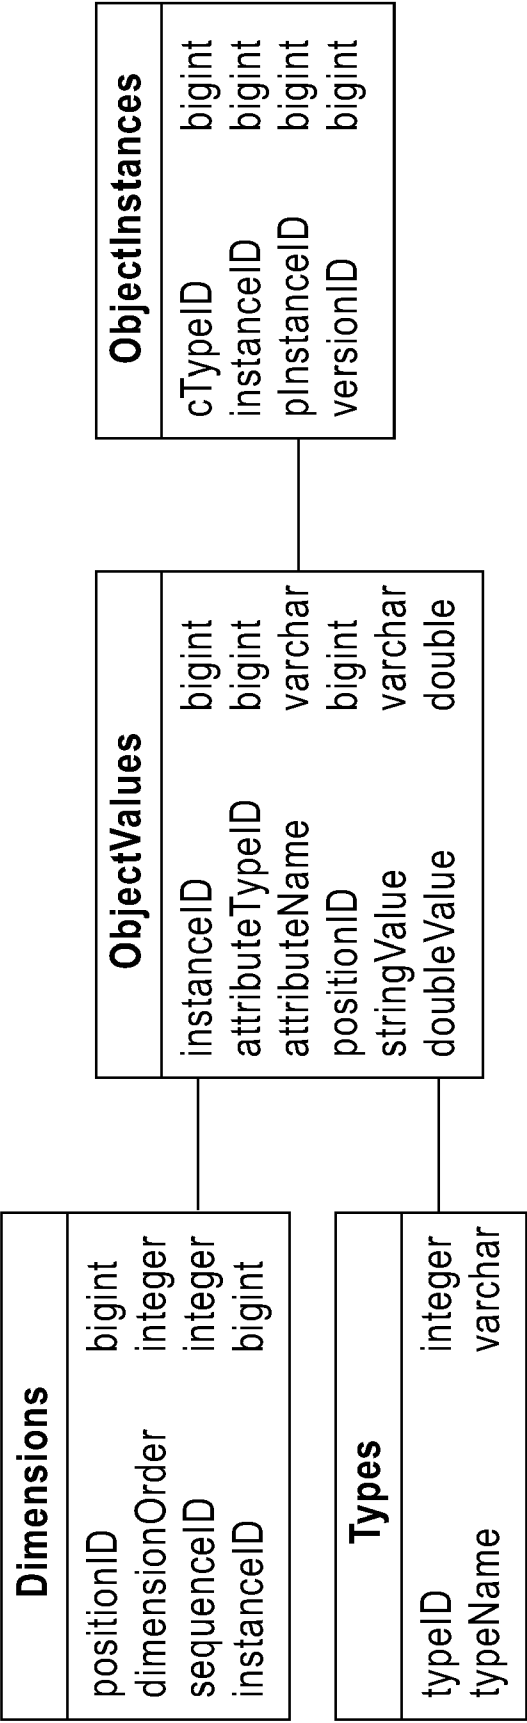 Dimensions
positionID bigint
dimensionOrder integer
sequenceID integer
instanceID bigint
Types
typeID integer
typeName varchar
ObjectValues
instanceID bigint
attributeTypeID bigint
attributeName varchar
positionID bigint
stringValue varchar
doubleValue double
ObjectInstances
cTypeID bigint
instanceID bigint
pInstanceID bigint
versionID bigint